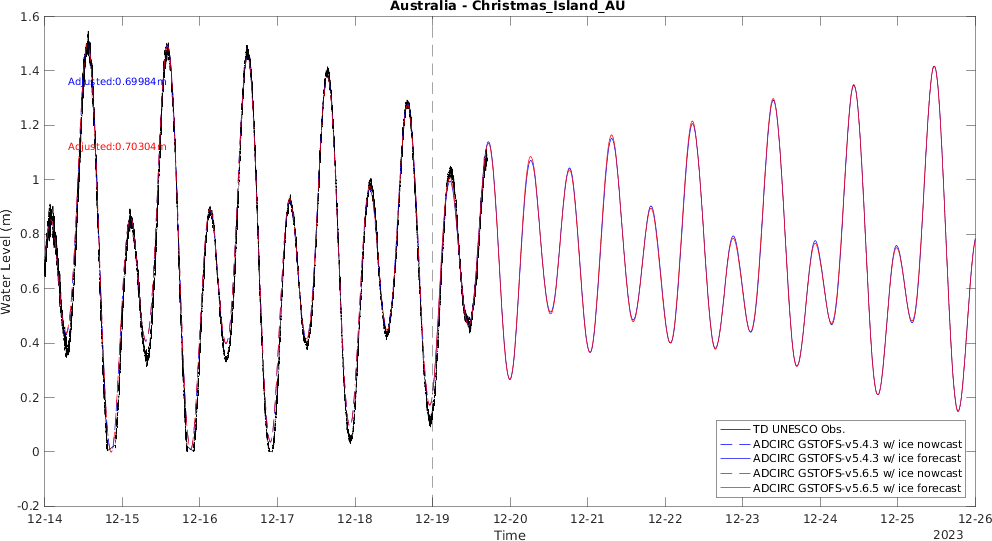 Australia - Christmas_Island_AU
1.6
1.4
1.2
1
0.8
0.6
0.4
0.2
0
-0.2
Water Level (m)
Adjusted:0.69984m
Adjusted:0.70304m
TD UNESCO Obs.
ADCIRC GSTOFS-v5.4.3 w/ ice nowcast
ADCIRC GSTOFS-v5.4.3 w/ ice forecast
ADCIRC GSTOFS-v5.6.5 w/ ice nowcast
ADCIRC GSTOFS-v5.6.5 w/ ice forecast
12-14 12-15 12-16 12-17 12-18 12-19 12-20 12-21 12-22 12-23 12-24 12-25 12-26
Time
2023